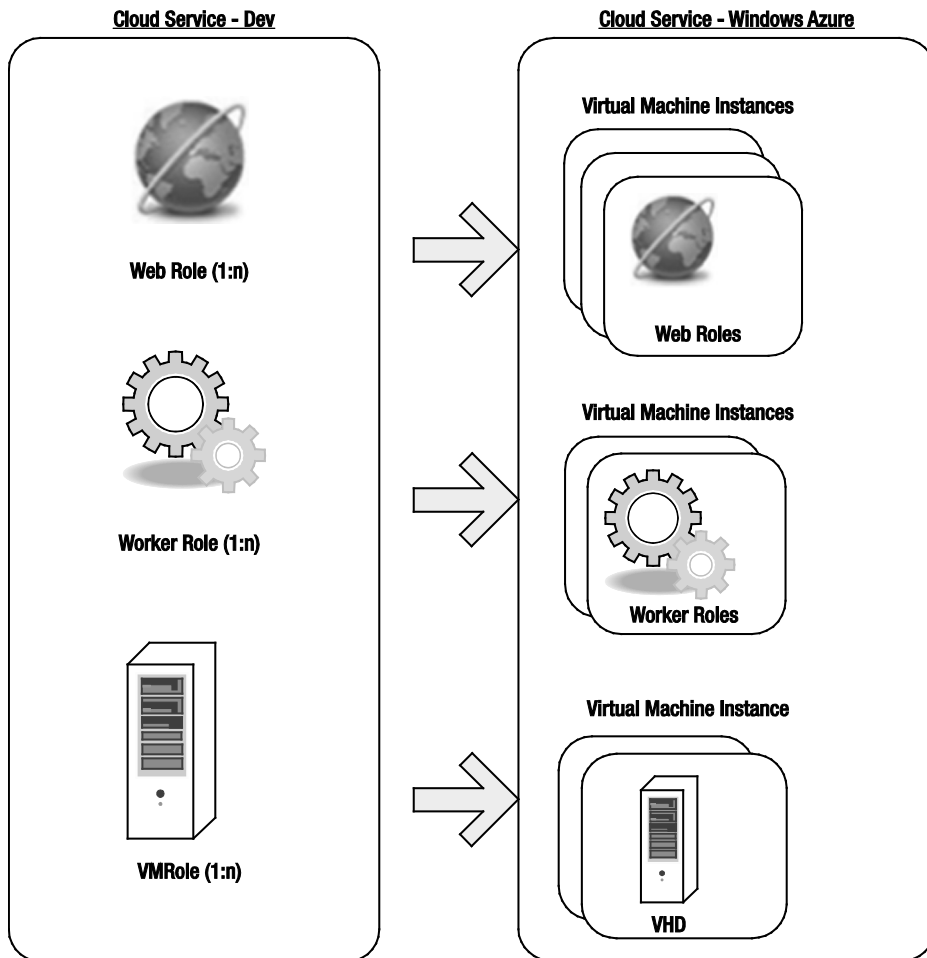 Cloud Service - Dev
Cloud Service - Windows Azure
Virtual Machine Instances
Web Role (1:n)
Web Roles
Virtual Machine Instances
Worker Role (1:n)
Worker Roles
Virtual Machine Instance
VMRole (1:n)
VHD